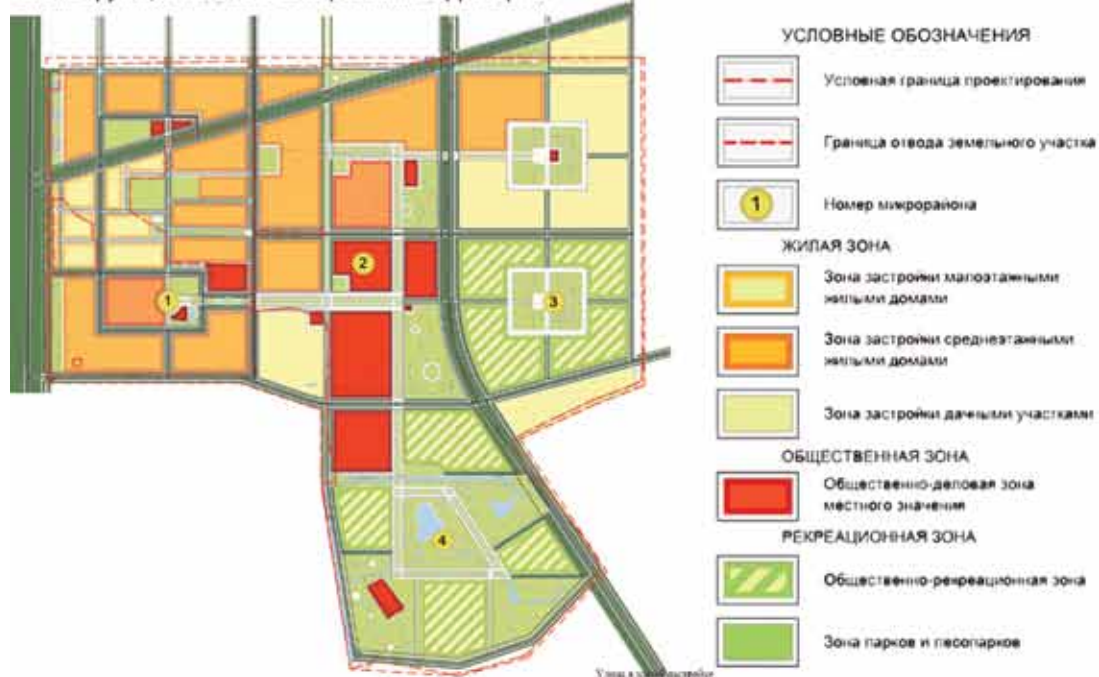 УСЛОВНЫЕ ОБОЗНАЧЕНИЯ
Условная граница проектирования
Граница отвода земельного участка
1
Номер микрорайона
ЖИЛАЯ ЗОНА
Зона застройки малоэтажными
жилыми домами
Зона застройки среднеэтажными
жилыми домами
Зона застройки дачными участками
ОБЩЕСТВЕННАЯ ЗОНА
Общественно-деловая зона
местного значения
РЕКРЕАЦИОННАЯ ЗОНА
Общественно-рекреационная зона
Зона парков и лесопарков
2
1
3
4